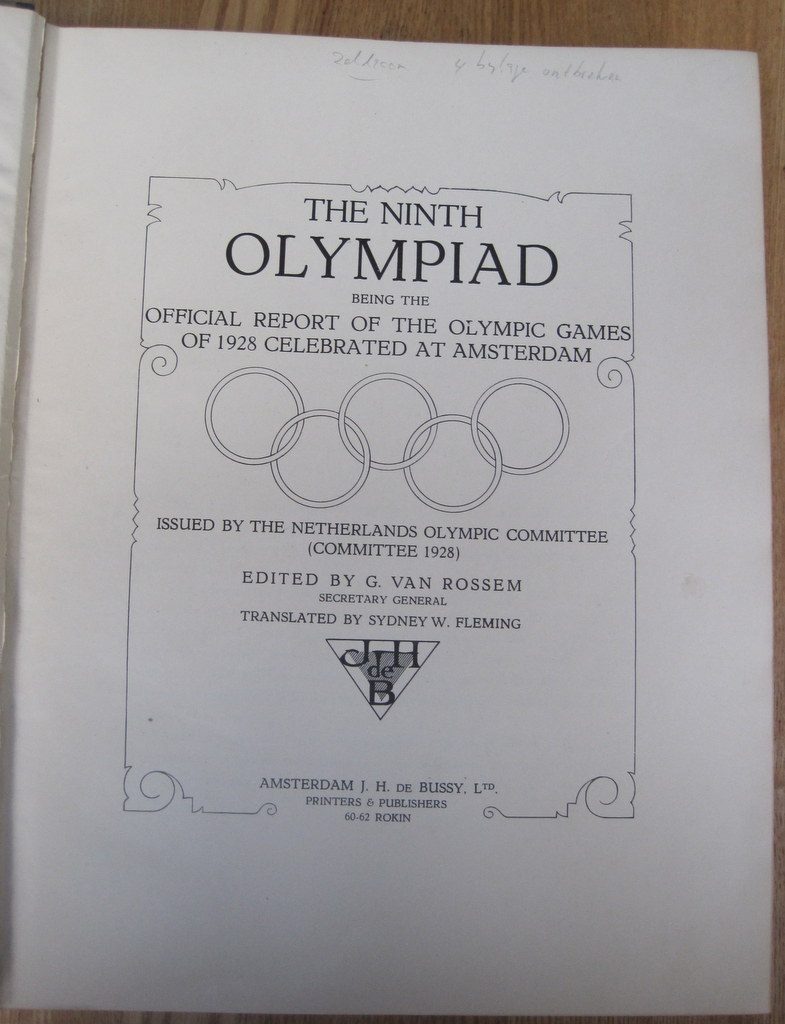 THE NINTH
OLYMPIAD
BEING THE
OFFICIAL REPORT OF THE OLYMPIC GAMES
OF 1928 CELEBRATED AT AMSTERDAM
ISSUED BY THE NETHERLANDS OLYMPIC COMMITTEE
(COMMITTEE 1928)
EDITED BY G. VAN ROSSEM
SECRETARY GENERAL
TRANSLATED BY SYDNEY W. FLEMING
J H
de
B
AMSTERDAM J. H. DE BUSSY, LTD.
PRINTERS & PUBLISHERS
60-62 ROKIN